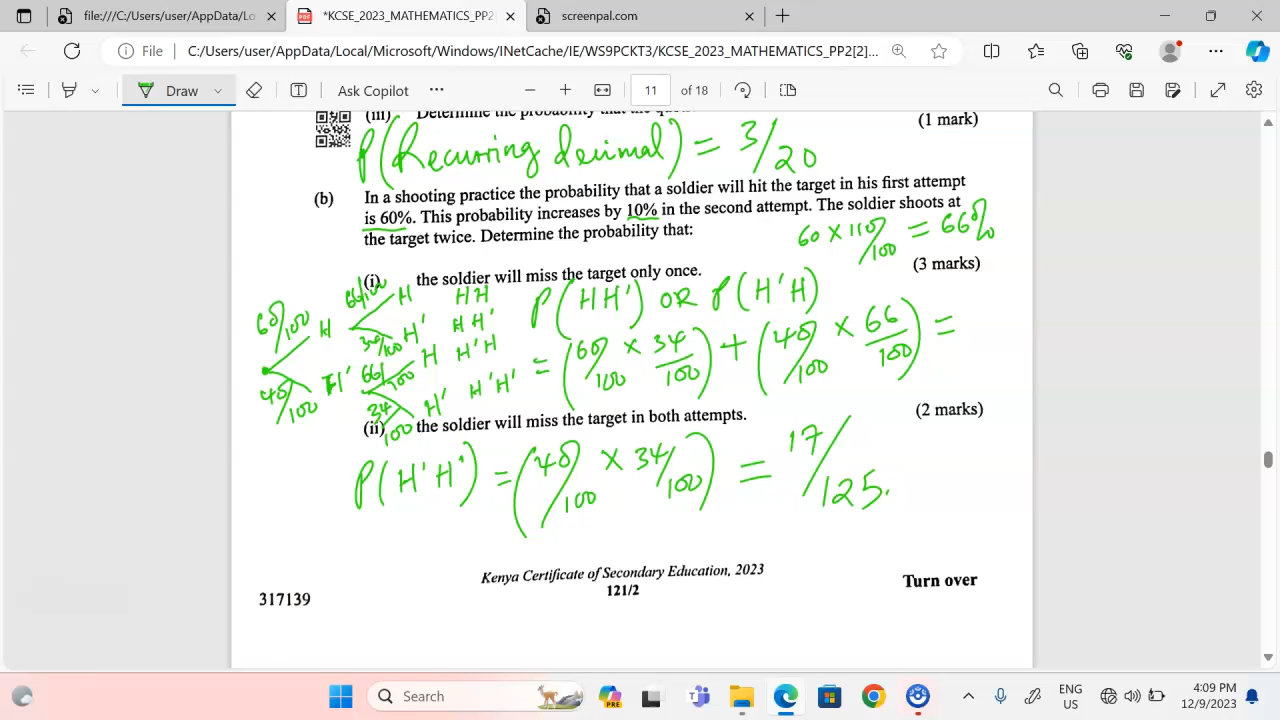 file:///C:/Users/user/AppData/Lo
*KCSE_2023_MATHEMATICS_PP2
screenpal.com
File C:/Users/user/AppData/Local/Microsoft/Windows/INetCache/IE/WS9PCKT3/KCSE_2023_MATHEMATICS_PP2[2]...
Draw
Ask Copilot
11 of 18
(iii) Determine the probability that the
(1 mark)
P(Recurring decimal) = 3/20
(b) In a shooting practice the probability that a soldier will hit the target in his first attempt
is 60%. This probability increases by 10% in the second attempt. The soldier shoots at
the target twice. Determine the probability that:
60 × 110/100 = 66%
(i) the soldier will miss the target only once.
(3 marks)
60/100 H 66/100 H HH
34/100 H' HH'
40/100 H' 66/100 H H'H
34/100 H' H'H'
P(HH') OR P(H'H)
= (60/100 × 34/100) + (40/100 × 66/100) =
(ii) the soldier will miss the target in both attempts.
(2 marks)
P(H'H') = (40/100 × 34/100) = 17/125.
Kenya Certificate of Secondary Education, 2023
121/2
Turn over
317139
Search
PRE
ENG
US
4:09 PM
12/9/2023